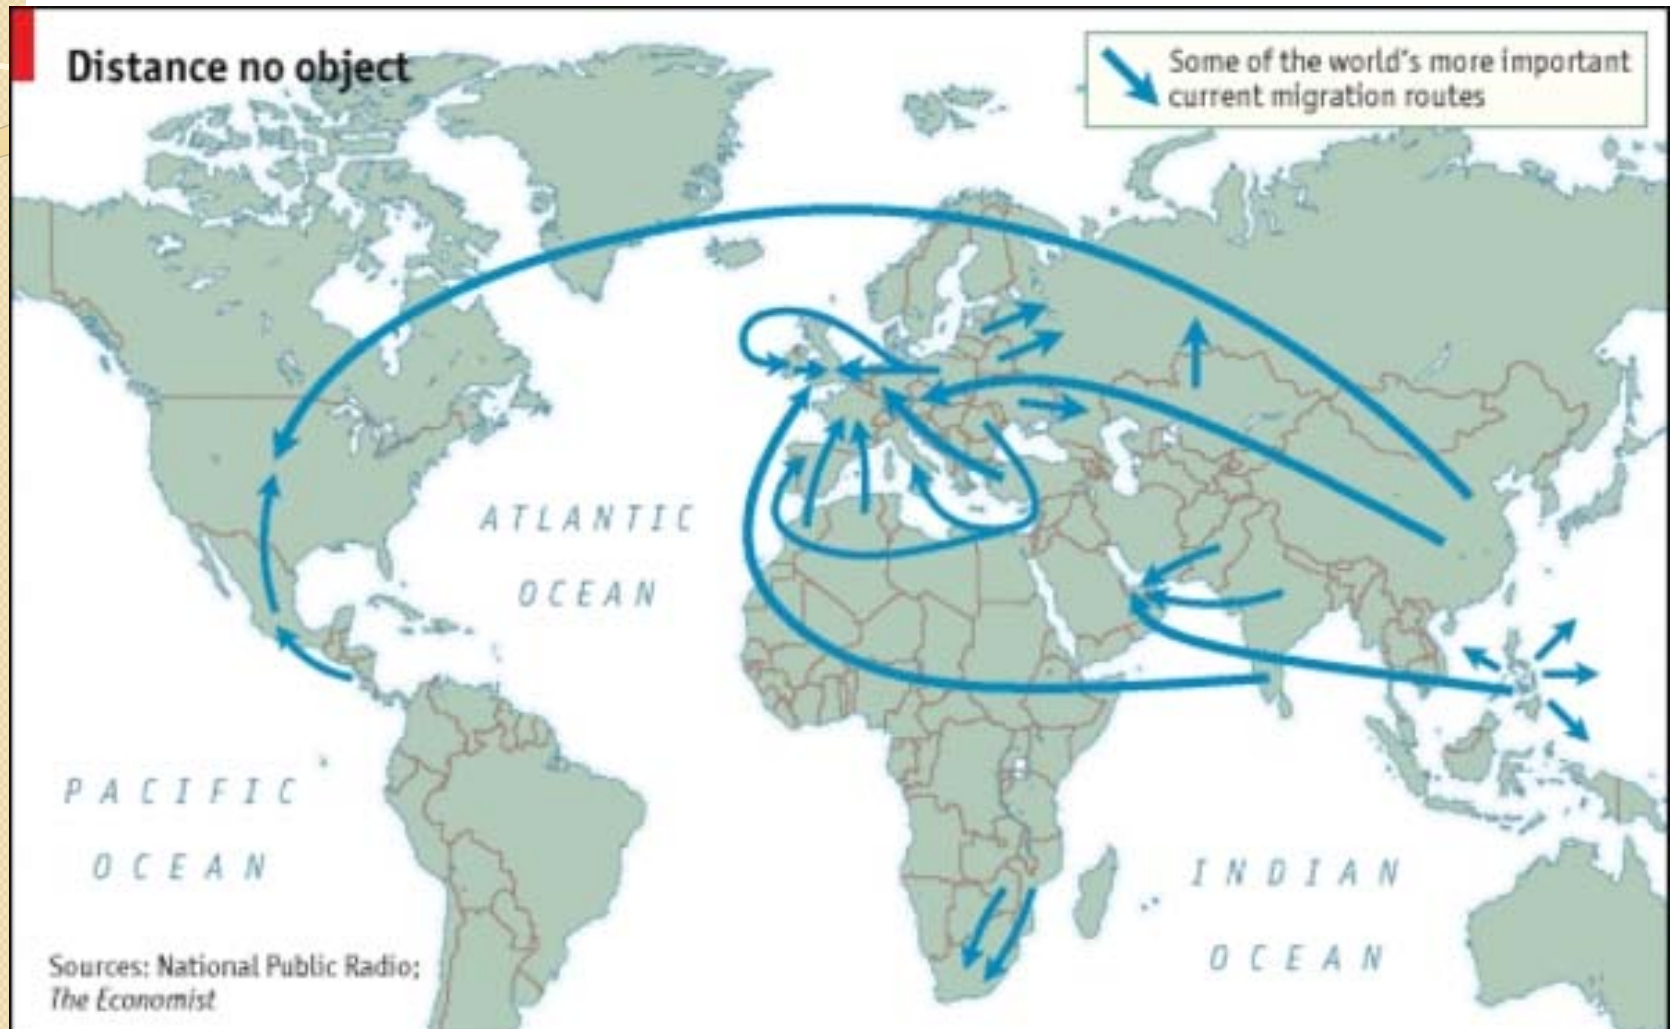 Distance no object
Some of the world's more important
current migration routes
ATLANTIC
OCEAN
PACIFIC
OCEAN
INDIAN
OCEAN
Sources: National Public Radio;
The Economist